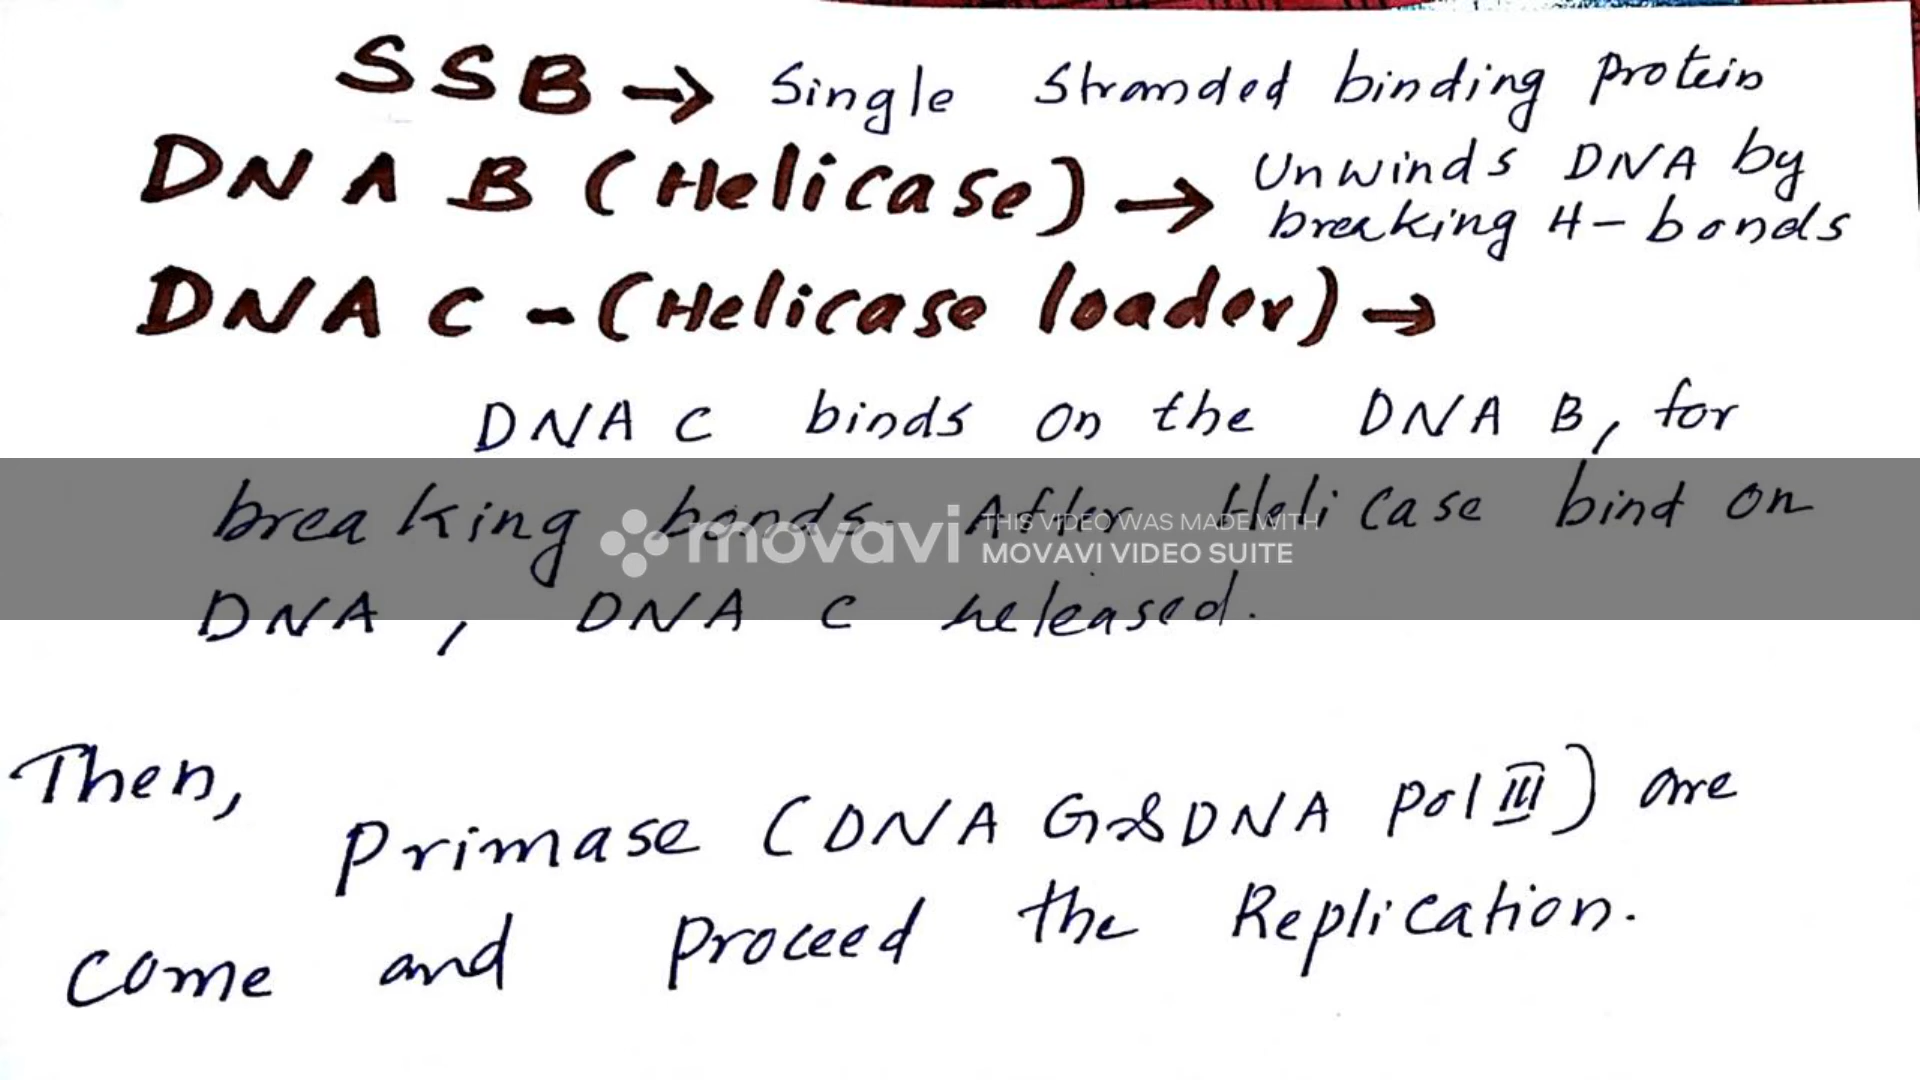 SSB → Single Stranded binding Protein
DNA B (Helicase) → Unwinds DNA by
breaking H-bonds
DNA C - (Helicase loader) →
DNA C binds on the DNA B, for
breaking bonds. After Helicase bind on
DNA, DNA C released.
movavi THIS VIDEO WAS MADE WITH
MOVAVI VIDEO SUITE
Then,
Primase (DNA G & DNA Pol III) are
come and proceed the Replication.